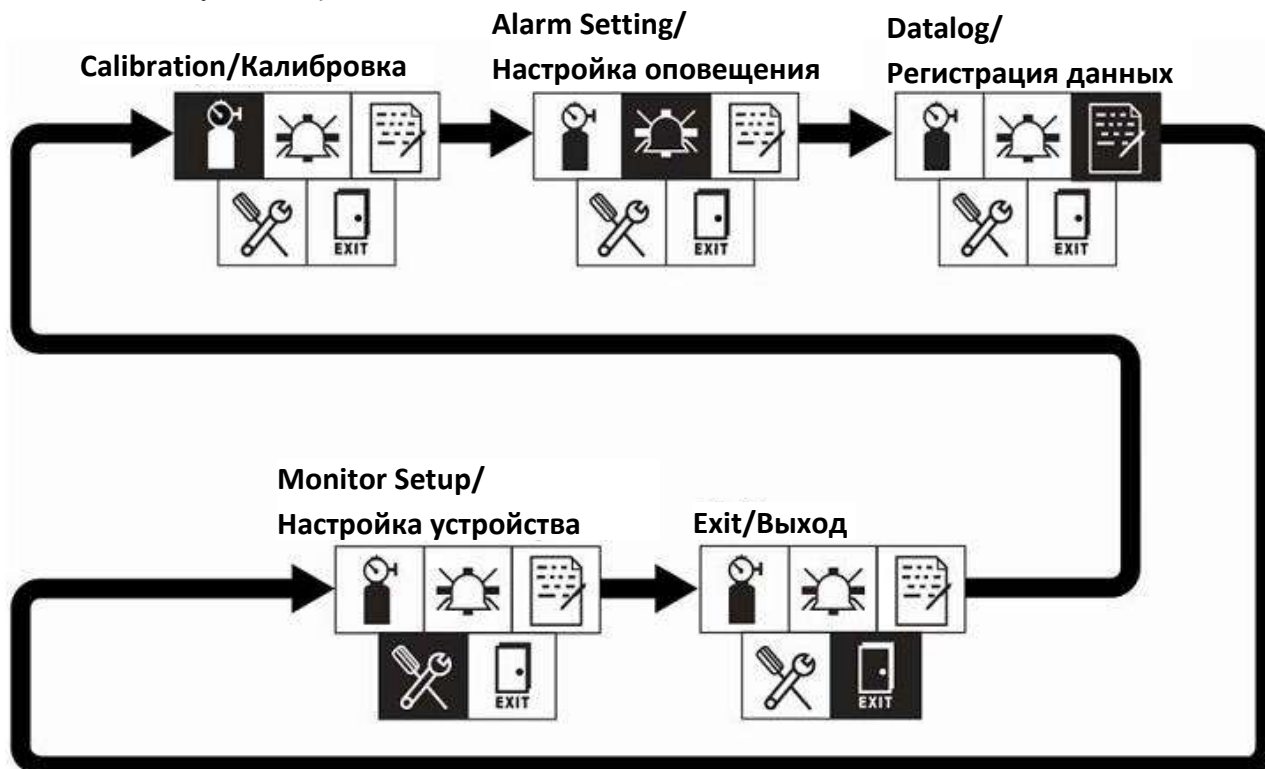 Alarm Setting/
Настройка оповещения
Datalog/
Регистрация данных
Calibration/Калибровка
EXIT
EXIT
EXIT
Monitor Setup/
Настройка устройства
Exit/Выход
EXIT
EXIT